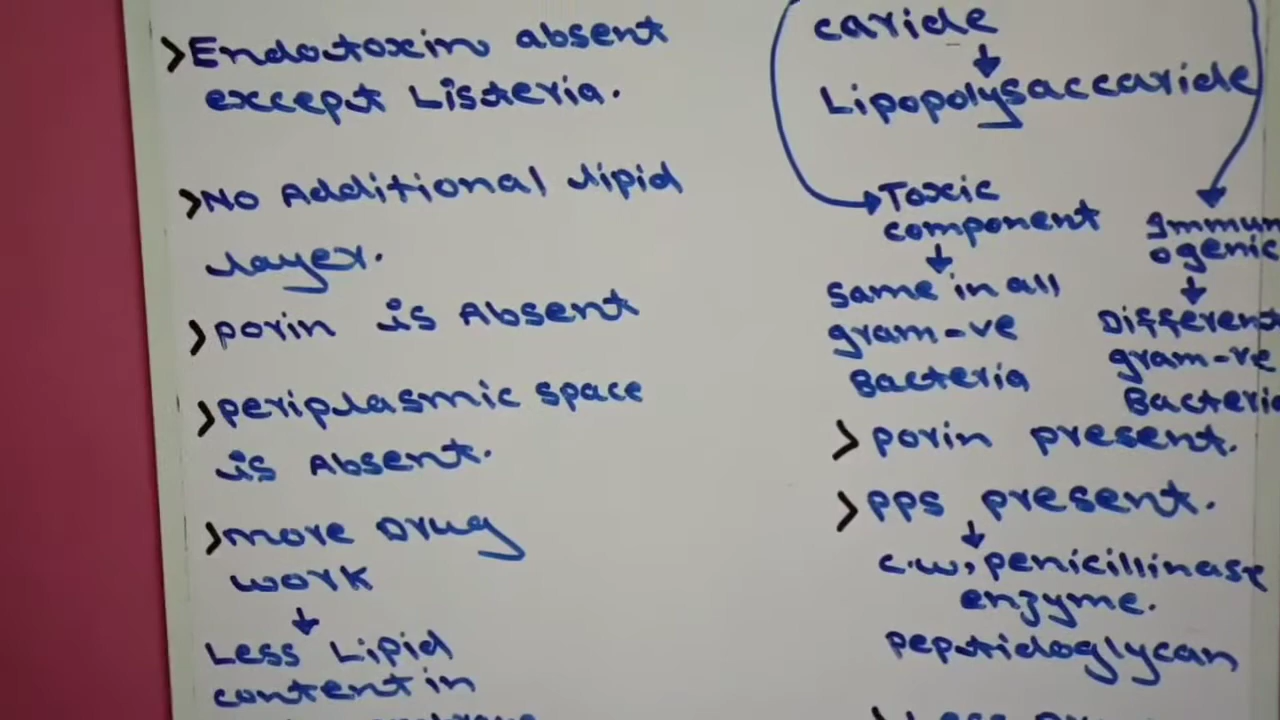 >Endotoxin absent
except Listeria.
>No Additional lipid
layer.
>porin is Absent
>periplasmic space
is Absent.
>more Drug
work
↓
Less Lipid
content in
caride
↓
Lipopolysaccaride
Toxic
component
↓
same in all
gram-ve
Bacteria
Immun
ogenic
↓
Different
gram-ve
Bacteria
>porin present.
>pps present.
↓
c.w, penicillinase
enzyme.
peptidoglycan